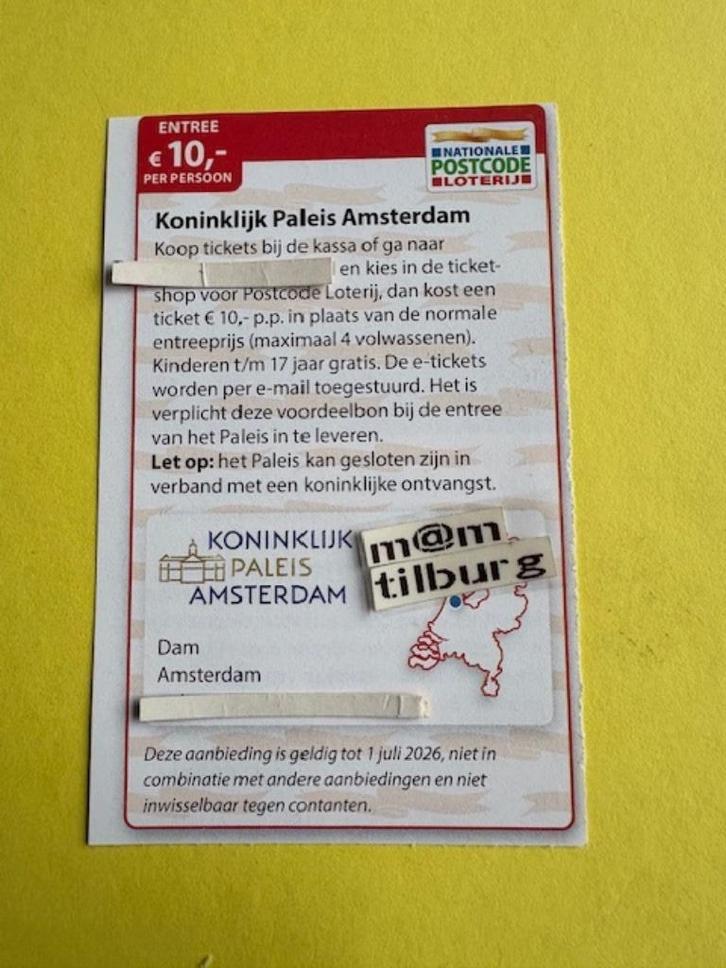 ENTREE
€ 10,-
PER PERSOON
NATIONALE
POSTCODE
LOTERIJ
Koninklijk Paleis Amsterdam
Koop tickets bij de kassa of ga naar
en kies in de ticket-
shop voor Postcode Loterij, dan kost een
ticket € 10,- p.p. in plaats van de normale
entreeprijs (maximaal 4 volwassenen).
Kinderen t/m 17 jaar gratis. De e-tickets
worden per e-mail toegestuurd. Het is
verplicht deze voordeelbon bij de entree
van het Paleis in te leveren.
Let op: het Paleis kan gesloten zijn in
verband met een koninklijke ontvangst.
KONINKLIJK
PALEIS
AMSTERDAM
m@m
tilburg
Dam
Amsterdam
Deze aanbieding is geldig tot 1 juli 2026, niet in
combinatie met andere aanbiedingen en niet
inwisselbaar tegen contanten.